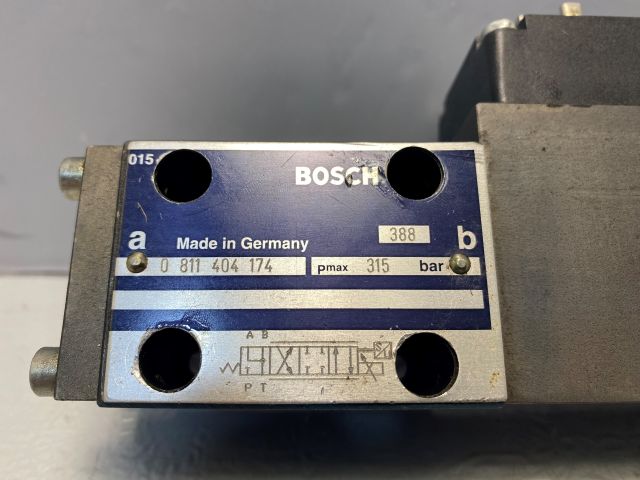 015
BOSCH
388
a Made in Germany b
0 811 404 174 pmax 315 bar
A B
P T